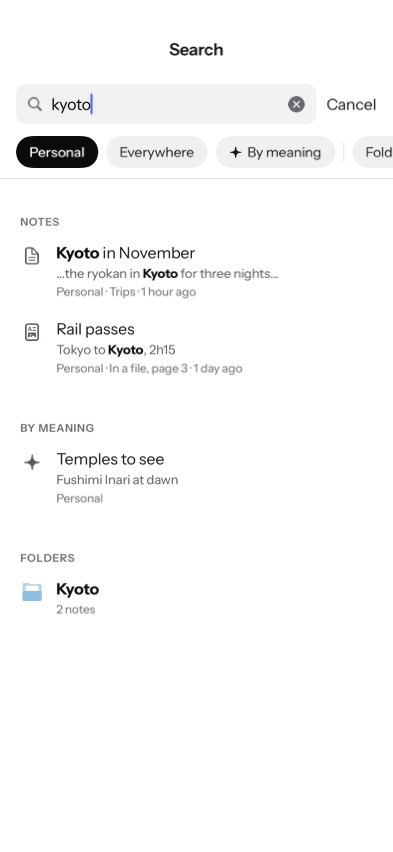 Search
kyoto
Cancel
Personal
Everywhere
By meaning
Fold
NOTES
Kyoto in November
...the ryokan in Kyoto for three nights...
Personal · Trips · 1 hour ago
Rail passes
Tokyo to Kyoto, 2h15
Personal · In a file, page 3 · 1 day ago
BY MEANING
Temples to see
Fushimi Inari at dawn
Personal
FOLDERS
Kyoto
2 notes